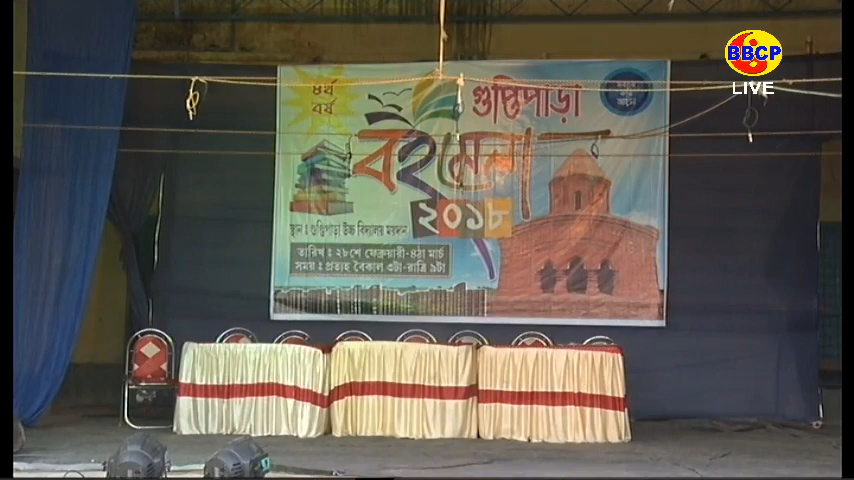 BBCP
LIVE
৪র্থ
বর্ষ
গুপ্তিপাড়া
বইমেলা
২০১৮
স্থান : গুপ্তিপাড়া উচ্চ বিদ্যালয় ময়দান
তারিখ : ২৮শে ফেব্রুয়ারী-৪ঠা মার্চ
সময় : প্রত্যহ বৈকাল ৩টা-রাত্রি ৯টা